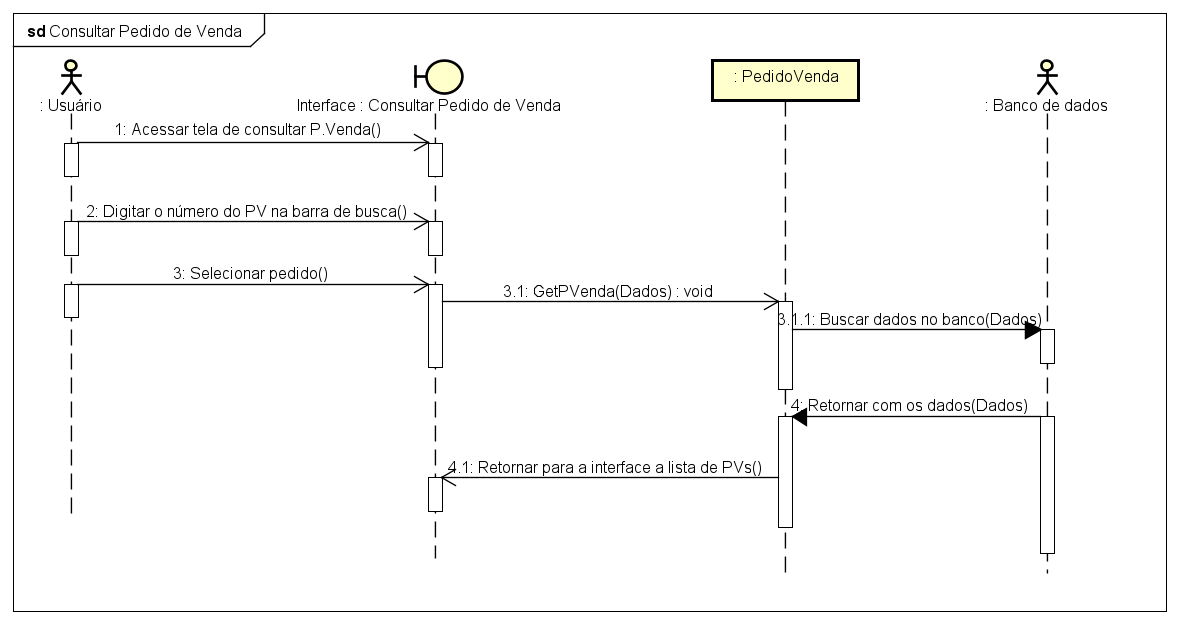 sd Consultar Pedido de Venda
: Usuário
Interface : Consultar Pedido de Venda
: PedidoVenda
: Banco de dados
1: Acessar tela de consultar P.Venda()
2: Digitar o número do PV na barra de busca()
3: Selecionar pedido()
3.1: GetPVenda(Dados) : void
3.1.1: Buscar dados no banco(Dados)
4: Retornar com os dados(Dados)
4.1: Retornar para a interface a lista de PVs()